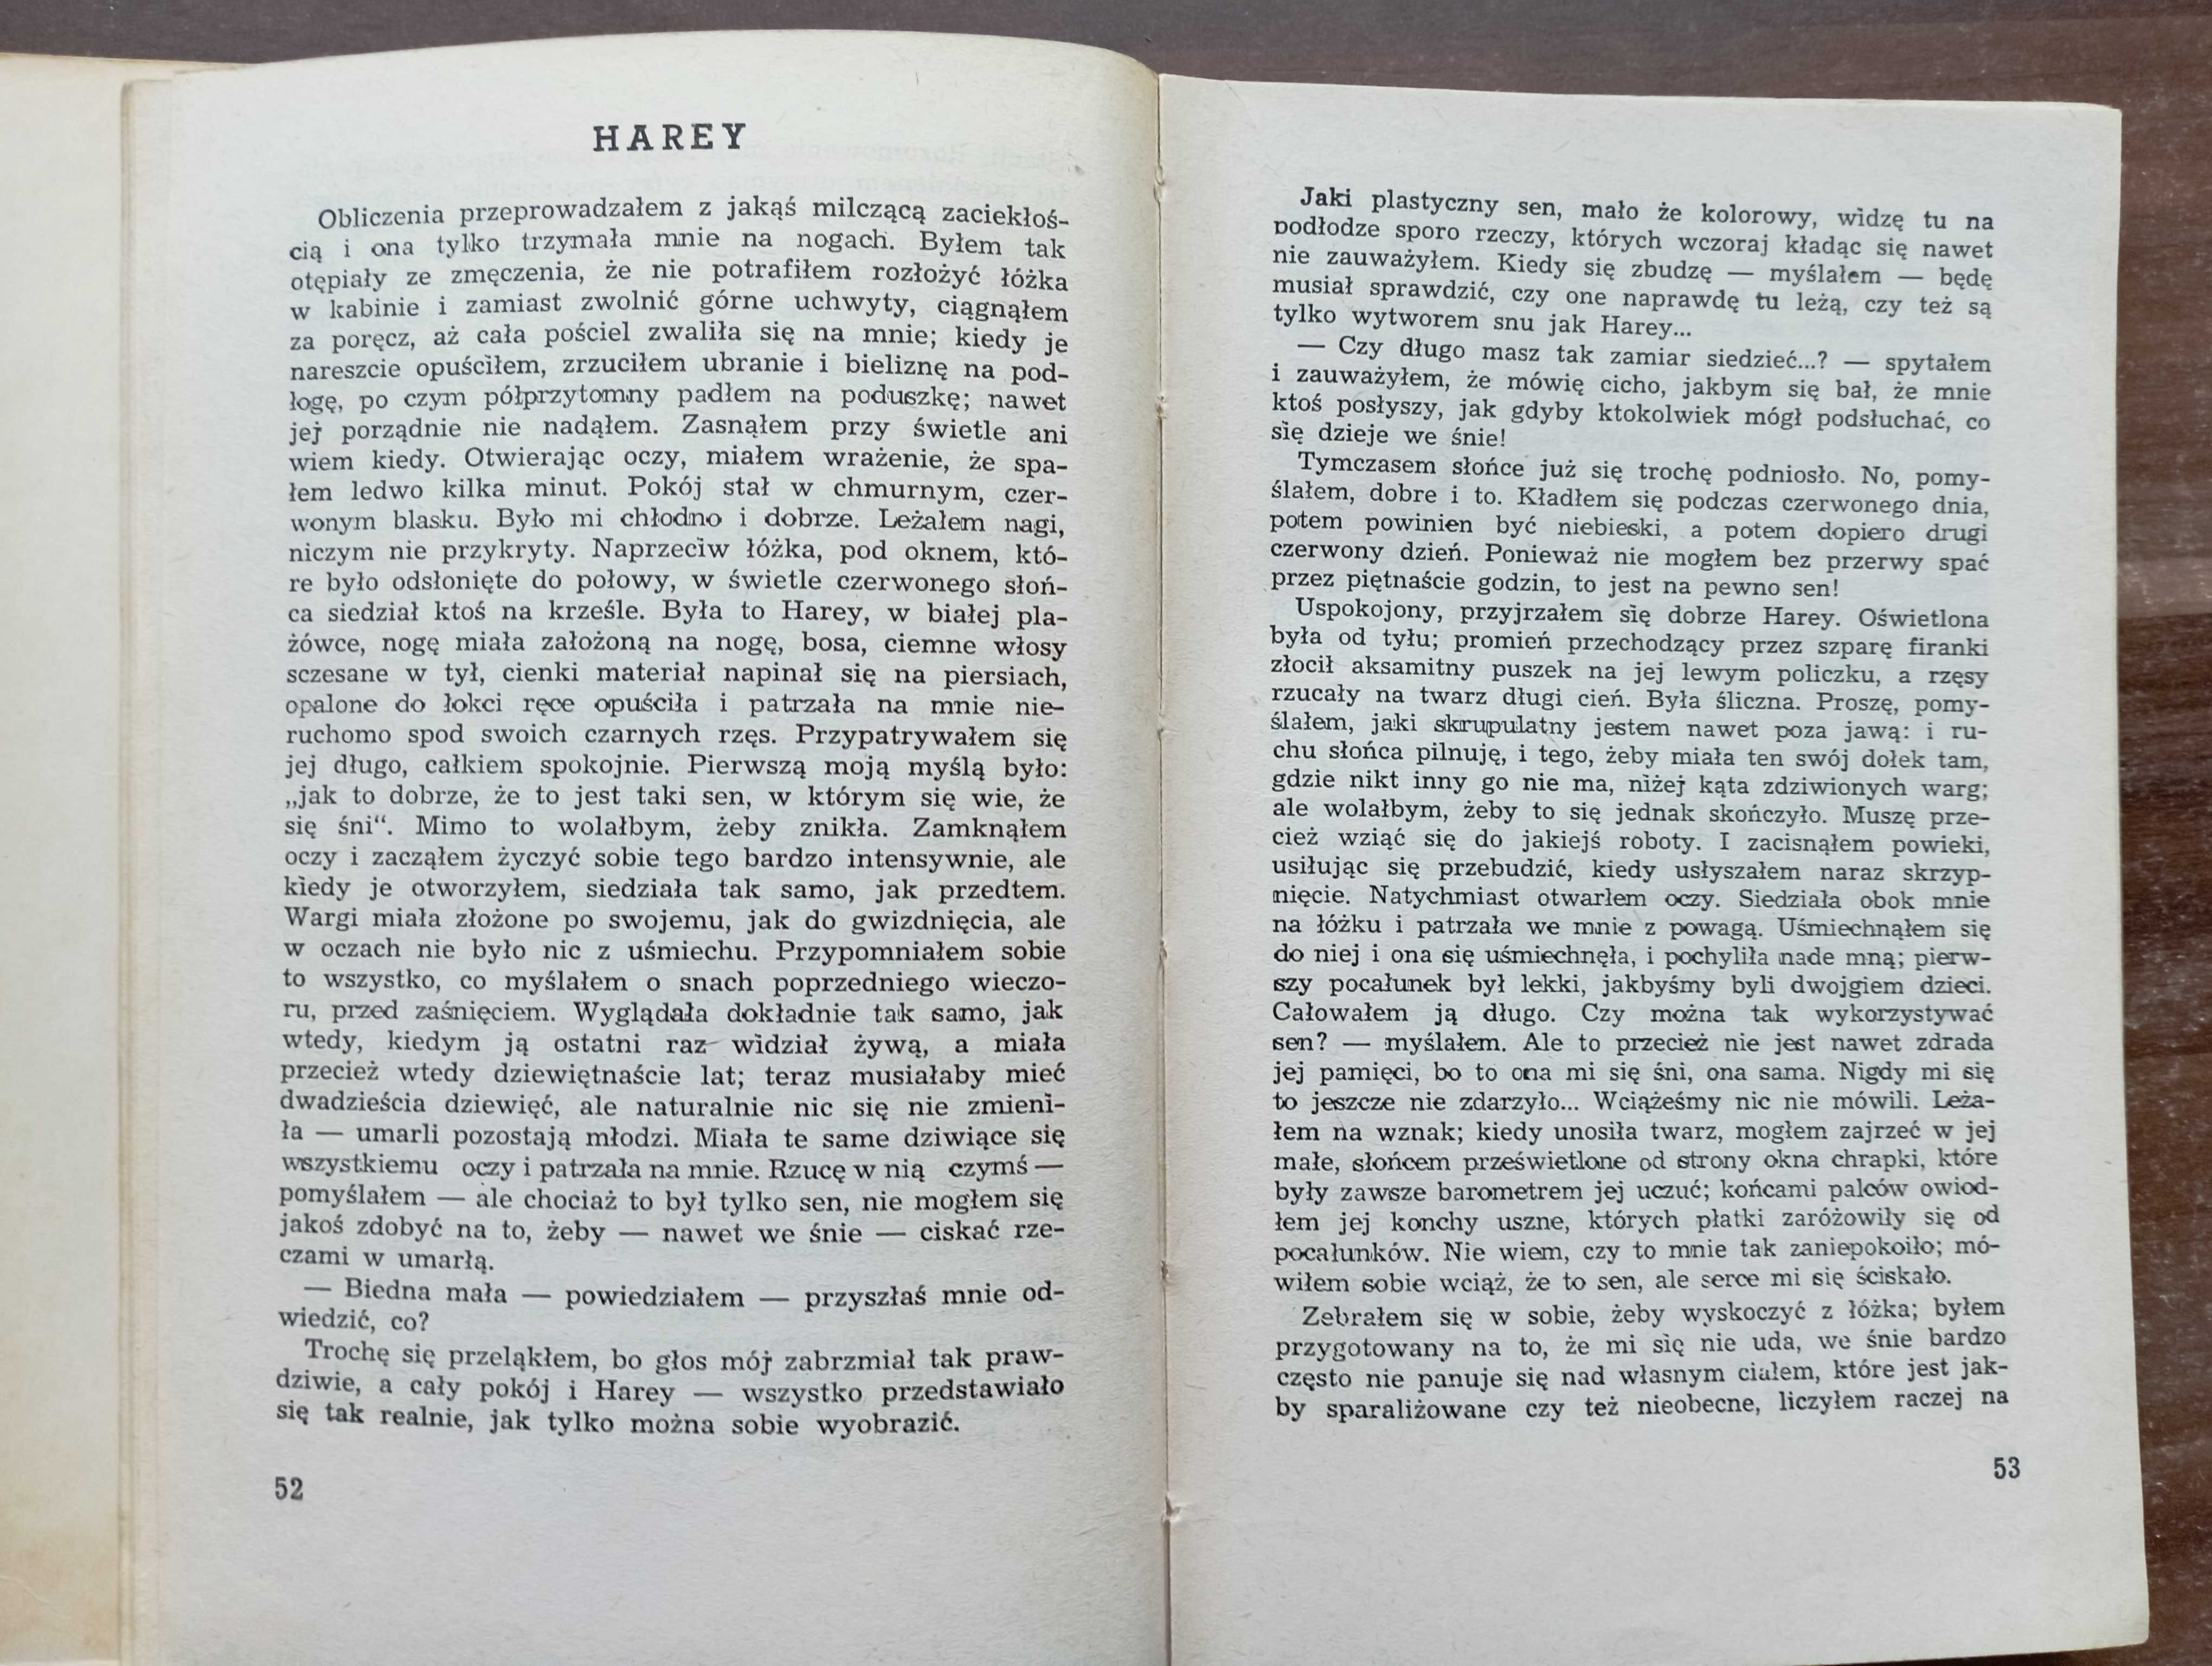 HAREY
Obliczenia przeprowadzałem z jakąś milczącą zaciekłoś-
cią i ona tylko trzymała mnie na nogach. Byłem tak
otępiały ze zmęczenia, że nie potrafiłem rozłożyć łóżka
w kabinie i zamiast zwolnić górne uchwyty, ciągnąłem
za poręcz, aż cała pościel zwaliła się na mnie; kiedy je
nareszcie opuściłem, zrzuciłem ubranie i bieliznę na pod-
łogę, po czym półprzytomny padłem na poduszkę; nawet
jej porządnie nie nadąłem. Zasnąłem przy świetle ani
wiem kiedy. Otwierając oczy, miałem wrażenie, że spa-
łem ledwo kilka minut. Pokój stał w chmurnym, czer-
wonym blasku. Było mi chłodno i dobrze. Leżałem nagi,
niczym nie przykryty. Naprzeciw łóżka, pod oknem, któ-
re było odsłonięte do połowy, w świetle czerwonego słoń-
ca siedział ktoś na krześle. Była to Harey, w białej pla-
żówce, nogę miała założoną na nogę, bosa, ciemne włosy
sczesane w tył, cienki materiał napinał się na piersiach,
opalone do łokci ręce opuściła i patrzała na mnie nie-
ruchomo spod swoich czarnych rzęs. Przypatrywałem się
jej długo, całkiem spokojnie. Pierwszą moją myślą było:
„jak to dobrze, że to jest taki sen, w którym się wie, że
się śni“. Mimo to wolałbym, żeby znikła. Zamknąłem
oczy i zacząłem życzyć sobie tego bardzo intensywnie, ale
kiedy je otworzyłem, siedziała tak samo, jak przedtem.
Wargi miała złożone po swojemu, jak do gwizdnięcia, ale
w oczach nie było nic z uśmiechu. Przypomniałem sobie
to wszystko, co myślałem o snach poprzedniego wieczo-
ru, przed zaśnięciem. Wyglądała dokładnie tak samo, jak
wtedy, kiedym ją ostatni raz widział żywą, a miała
przecież wtedy dziewiętnaście lat; teraz musiałaby mieć
dwadzieścia dziewięć, ale naturalnie nic się nie zmieni-
ła — umarli pozostają młodzi. Miała te same dziwiące się
wszystkiemu oczy i patrzała na mnie. Rzucę w nią czymś —
pomyślałem — ale chociaż to był tylko sen, nie mogłem się
jakoś zdobyć na to, żeby — nawet we śnie — ciskać rze-
czami w umarłą.
— Biedna mała — powiedziałem — przyszłaś mnie od-
wiedzić, co?
Trochę się przeląkłem, bo głos mój zabrzmiał tak praw-
dziwie, a cały pokój i Harey — wszystko przedstawiało
się tak realnie, jak tylko można sobie wyobrazić.
52
Jaki plastyczny sen, mało że kolorowy, widzę tu na
podłodze sporo rzeczy, których wczoraj kładąc się nawet
nie zauważyłem. Kiedy się zbudzę — myślałem — będę
musiał sprawdzić, czy one naprawdę tu leżą, czy też są
tylko wytworem snu jak Harey...
— Czy długo masz tak zamiar siedzieć...? — spytałem
i zauważyłem, że mówię cicho, jakbym się bał, że mnie
ktoś posłyszy, jak gdyby ktokolwiek mógł podsłuchać, co
się dzieje we śnie!
Tymczasem słońce już się trochę podniosło. No, pomy-
ślałem, dobre i to. Kładłem się podczas czerwonego dnia,
potem powinien być niebieski, a potem dopiero drugi
czerwony dzień. Ponieważ nie mogłem bez przerwy spać
przez piętnaście godzin, to jest na pewno sen!
Uspokojony, przyjrzałem się dobrze Harey. Oświetlona
była od tyłu; promień przechodzący przez szparę firanki
złocił aksamitny puszek na jej lewym policzku, a rzęsy
rzucały na twarz długi cień. Była śliczna. Proszę, pomy-
ślałem, jaki skrupulatny jestem nawet poza jawą: i ru-
chu słońca pilnuję, i tego, żeby miała ten swój dołek tam,
gdzie nikt inny go nie ma, niżej kąta zdziwionych warg;
ale wolałbym, żeby to się jednak skończyło. Muszę prze-
cież wziąć się do jakiejś roboty. I zacisnąłem powieki,
usiłując się przebudzić, kiedy usłyszałem naraz skrzyp-
nięcie. Natychmiast otwarłem oczy. Siedziała obok mnie
na łóżku i patrzała we mnie z powagą. Uśmiechnąłem się
do niej i ona się uśmiechnęła, i pochyliła nade mną; pierw-
szy pocałunek był lekki, jakbyśmy byli dwojgiem dzieci.
Całowałem ją długo. Czy można tak wykorzystywać
sen? — myślałem. Ale to przecież nie jest nawet zdrada
jej pamięci, bo to ona mi się śni, ona sama. Nigdy mi się
to jeszcze nie zdarzyło... Wciążeśmy nic nie mówili. Leża-
łem na wznak; kiedy unosiła twarz, mogłem zajrzeć w jej
małe, słońcem prześwietlone od strony okna chrapki, które
były zawsze barometrem jej uczuć; końcami palców owiod-
łem jej konchy uszne, których płatki zaróżowiły się od
pocałunków. Nie wiem, czy to mnie tak zaniepokoiło; mó-
wiłem sobie wciąż, że to sen, ale serce mi się ściskało.
Zebrałem się w sobie, żeby wyskoczyć z łóżka; byłem
przygotowany na to, że mi się nie uda, we śnie bardzo
często nie panuje się nad własnym ciałem, które jest jak-
by sparaliżowane czy też nieobecne, liczyłem raczej na
53